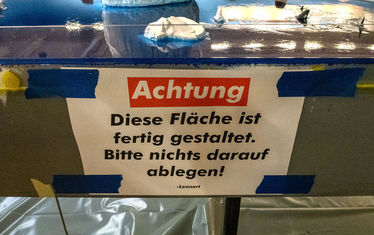 Achtung
Diese Fläche ist
fertig gestaltet.
Bitte nichts darauf
ablegen!
-Lennert